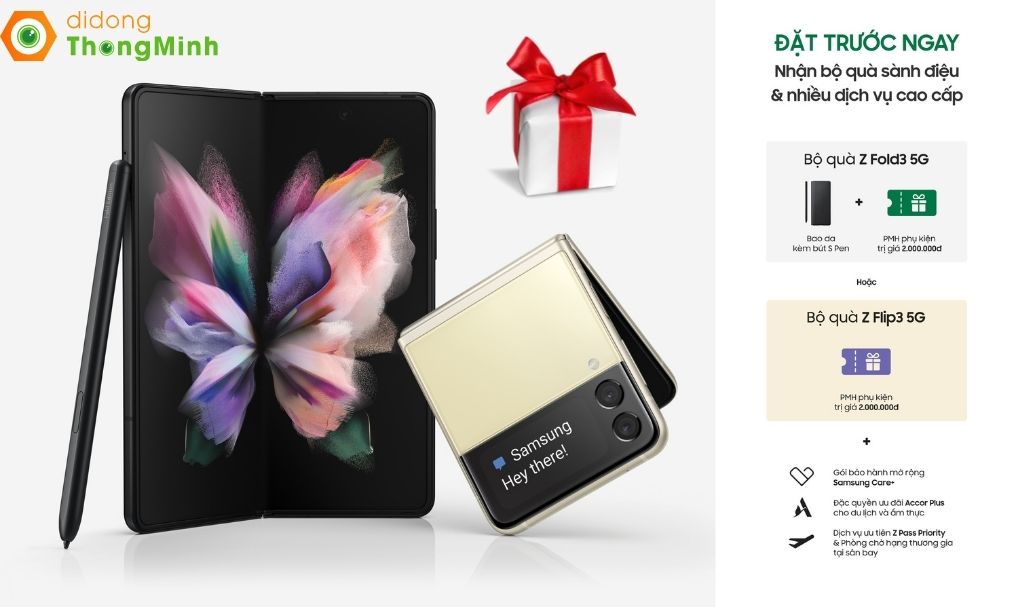 didong
ThongMinh
Samsung
Hey there!
ĐẶT TRƯỚC NGAY
Nhận bộ quà sành điệu
& nhiều dịch vụ cao cấp
Bộ quà Z Fold3 5G
+
Bao da
kèm bút S Pen
PMH phụ kiện
trị giá 2.000.000đ
Hoặc
Bộ quà Z Flip3 5G
PMH phụ kiện
trị giá 2.000.000đ
+
Gói bảo hành mở rộng
Samsung Care+
Đặc quyền ưu đãi Accor Plus
cho du lịch và ẩm thực
Dịch vụ ưu tiên Z Pass Priority
& Phòng chờ hạng thương gia
tại sân bay